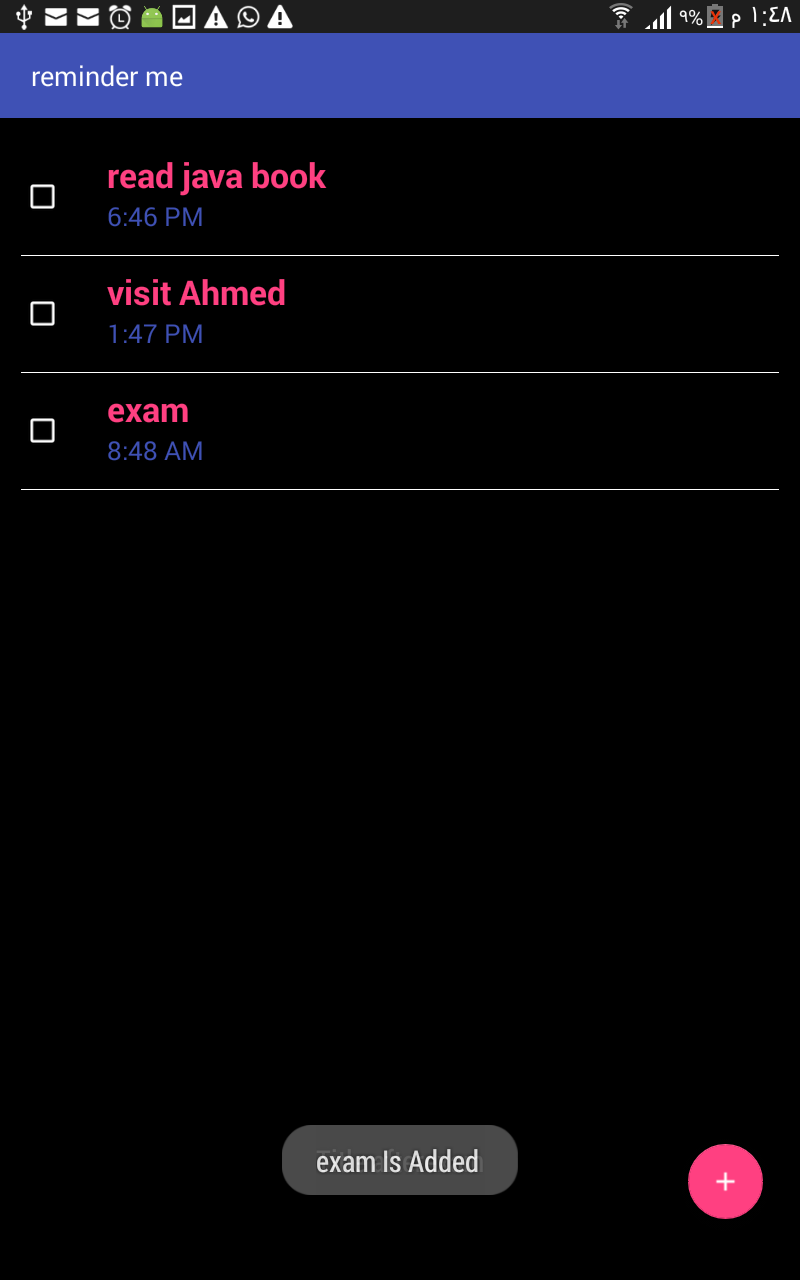 ٩% م ١:٤٨
reminder me
read java book
6:46 PM
visit Ahmed
1:47 PM
exam
8:48 AM
exam Is Added
+